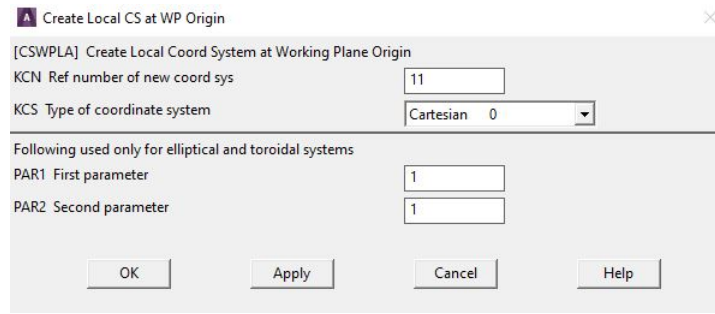 Create Local CS at WP Origin
[CSWPLA] Create Local Coord System at Working Plane Origin
KCN Ref number of new coord sys 11
KCS Type of coordinate system Cartesian 0
Following used only for elliptical and toroidal systems
PAR1 First parameter 1
PAR2 Second parameter 1
OK Apply Cancel Help